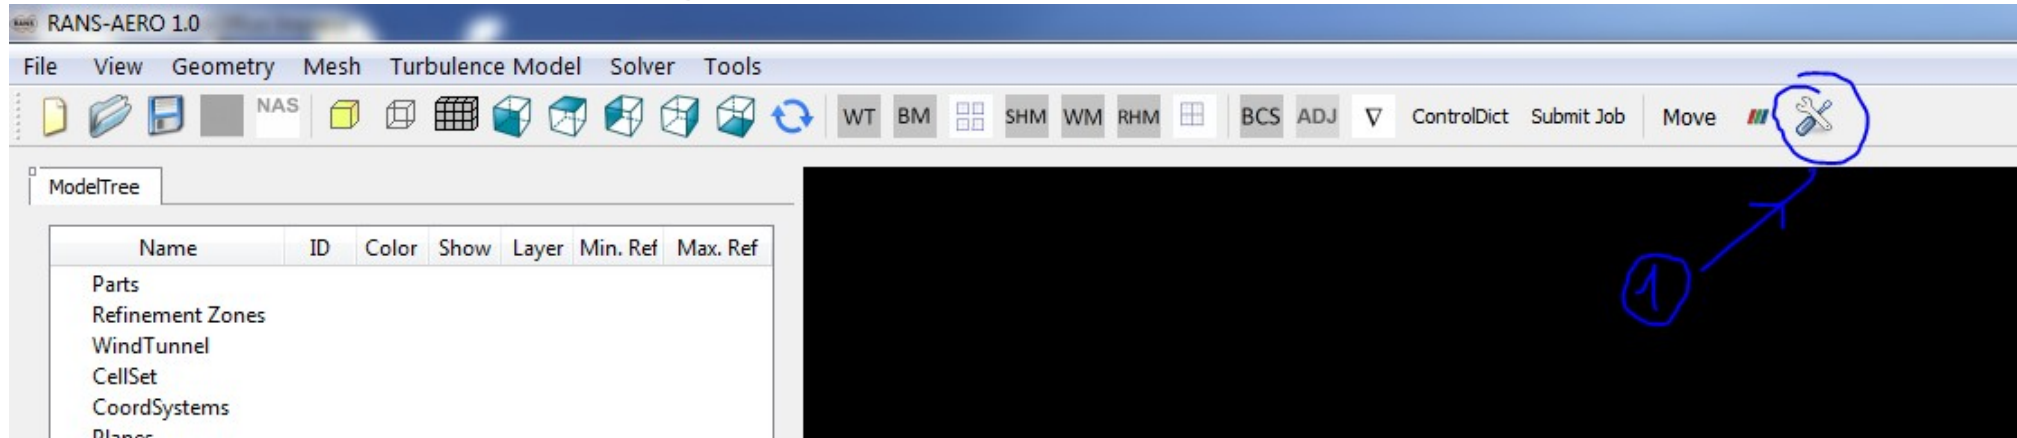 RANS-AERO 1.0
File View Geometry Mesh Turbulence Model Solver Tools
NAS WT BM SHM WM RHM BCS ADJ ∇ ControlDict Submit Job Move
ModelTree
Name ID Color Show Layer Min. Ref Max. Ref
Parts
Refinement Zones
WindTunnel
CellSet
CoordSystems
Planes
1